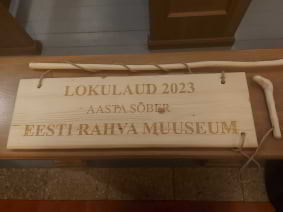 LOKULAUD 2023
AASTA SÕBER
EESTI RAHVA MUUSEUM